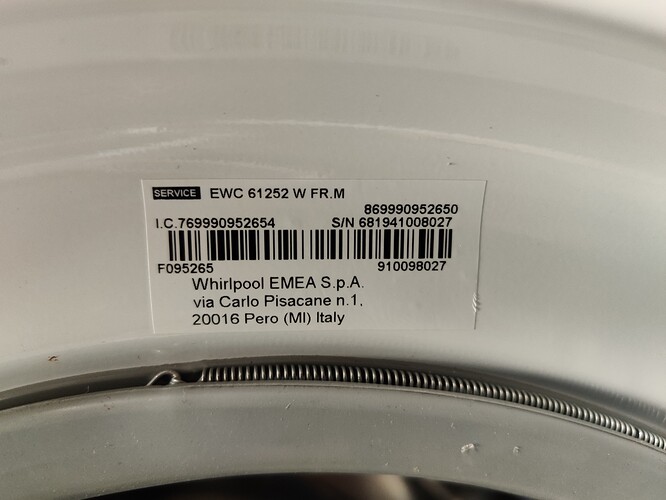 SERVICE EWC 61252 W FR.M
869990952650
I.C.769990952654 S/N 681941008027
F095265 910098027
Whirlpool EMEA S.p.A.
via Carlo Pisacane n.1,
20016 Pero (MI) Italy